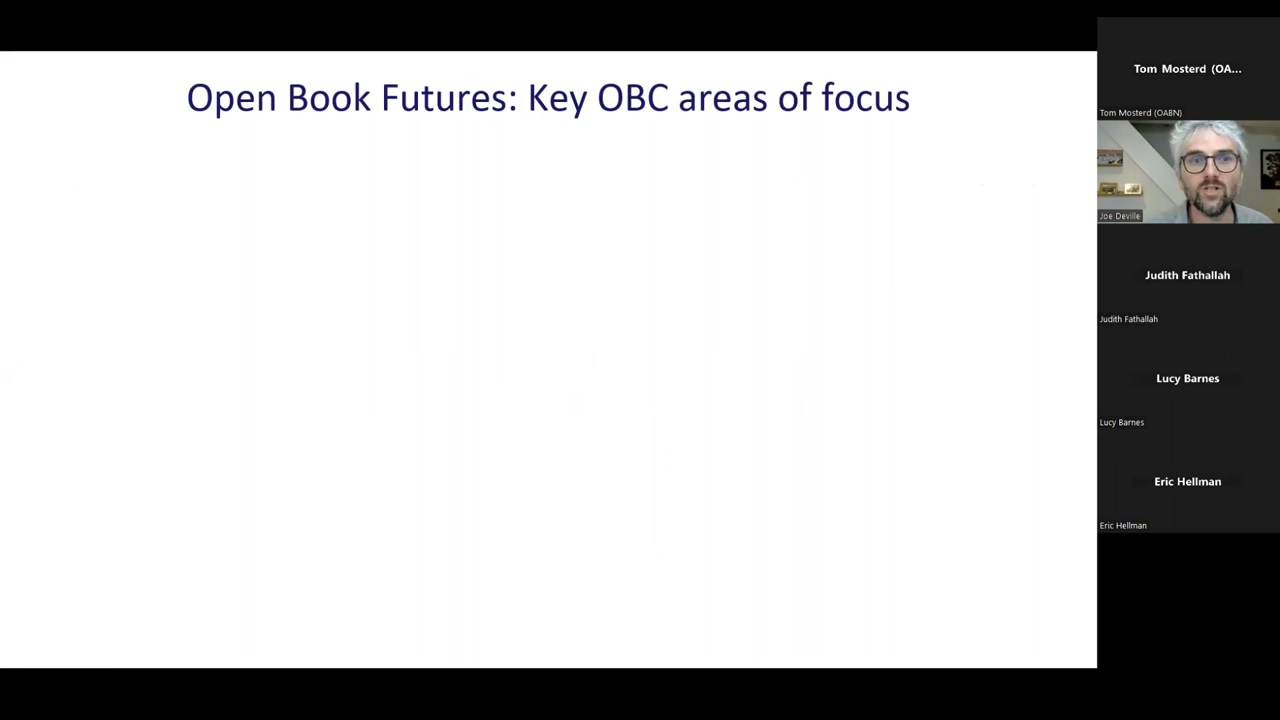 Open Book Futures: Key OBC areas of focus
Tom Mosterd (OA...
Tom Mosterd (OABN)
Joe Deville
Judith Fathallah
Judith Fathallah
Lucy Barnes
Lucy Barnes
Eric Hellman
Eric Hellman